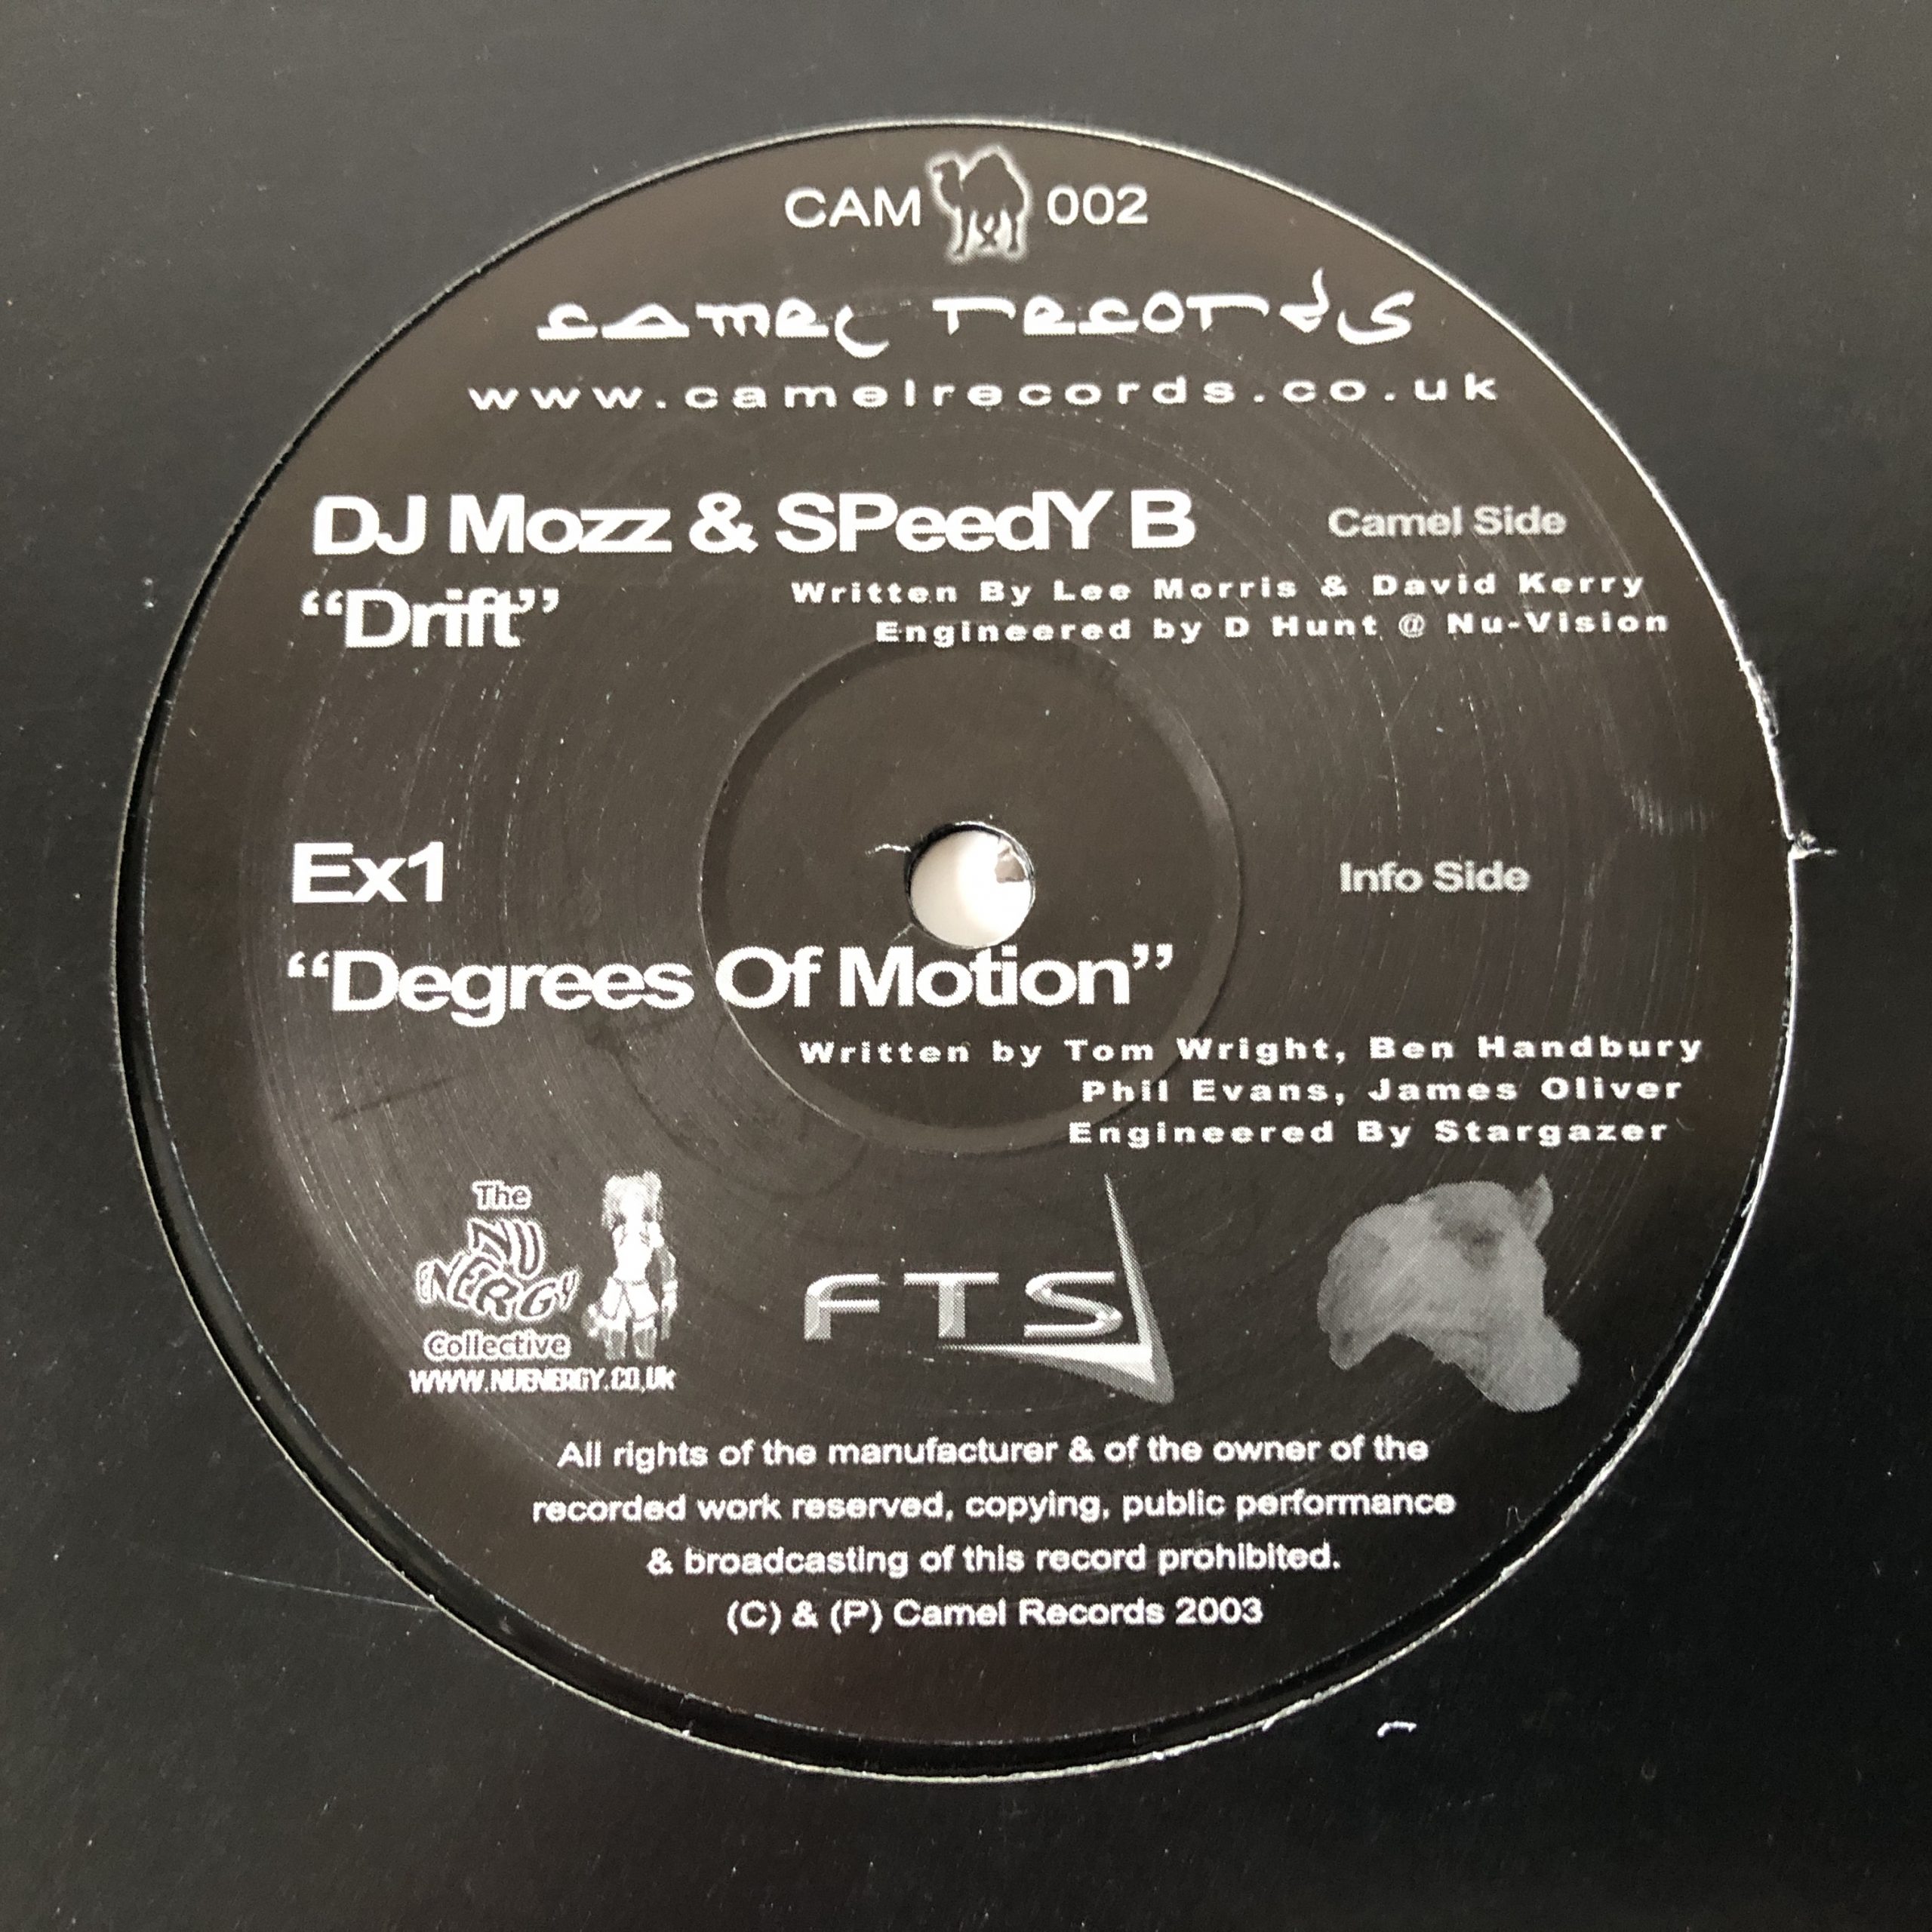 CAM 002
camel records
www.camelrecords.co.uk
DJ Mozz & SPeedY B
Camel Side
“Drift”
Written By Lee Morris & David Kerry
Engineered by D Hunt @ Nu-Vision
Ex1
Info Side
“Degrees Of Motion”
Written by Tom Wright, Ben Handbury
Phil Evans, James Oliver
Engineered By Stargazer
The
NU
ENERGY
Collective
WWW.NUENERGY.CO.Uk
FTS
All rights of the manufacturer & of the owner of the
recorded work reserved, copying, public performance
& broadcasting of this record prohibited.
(C) & (P) Camel Records 2003